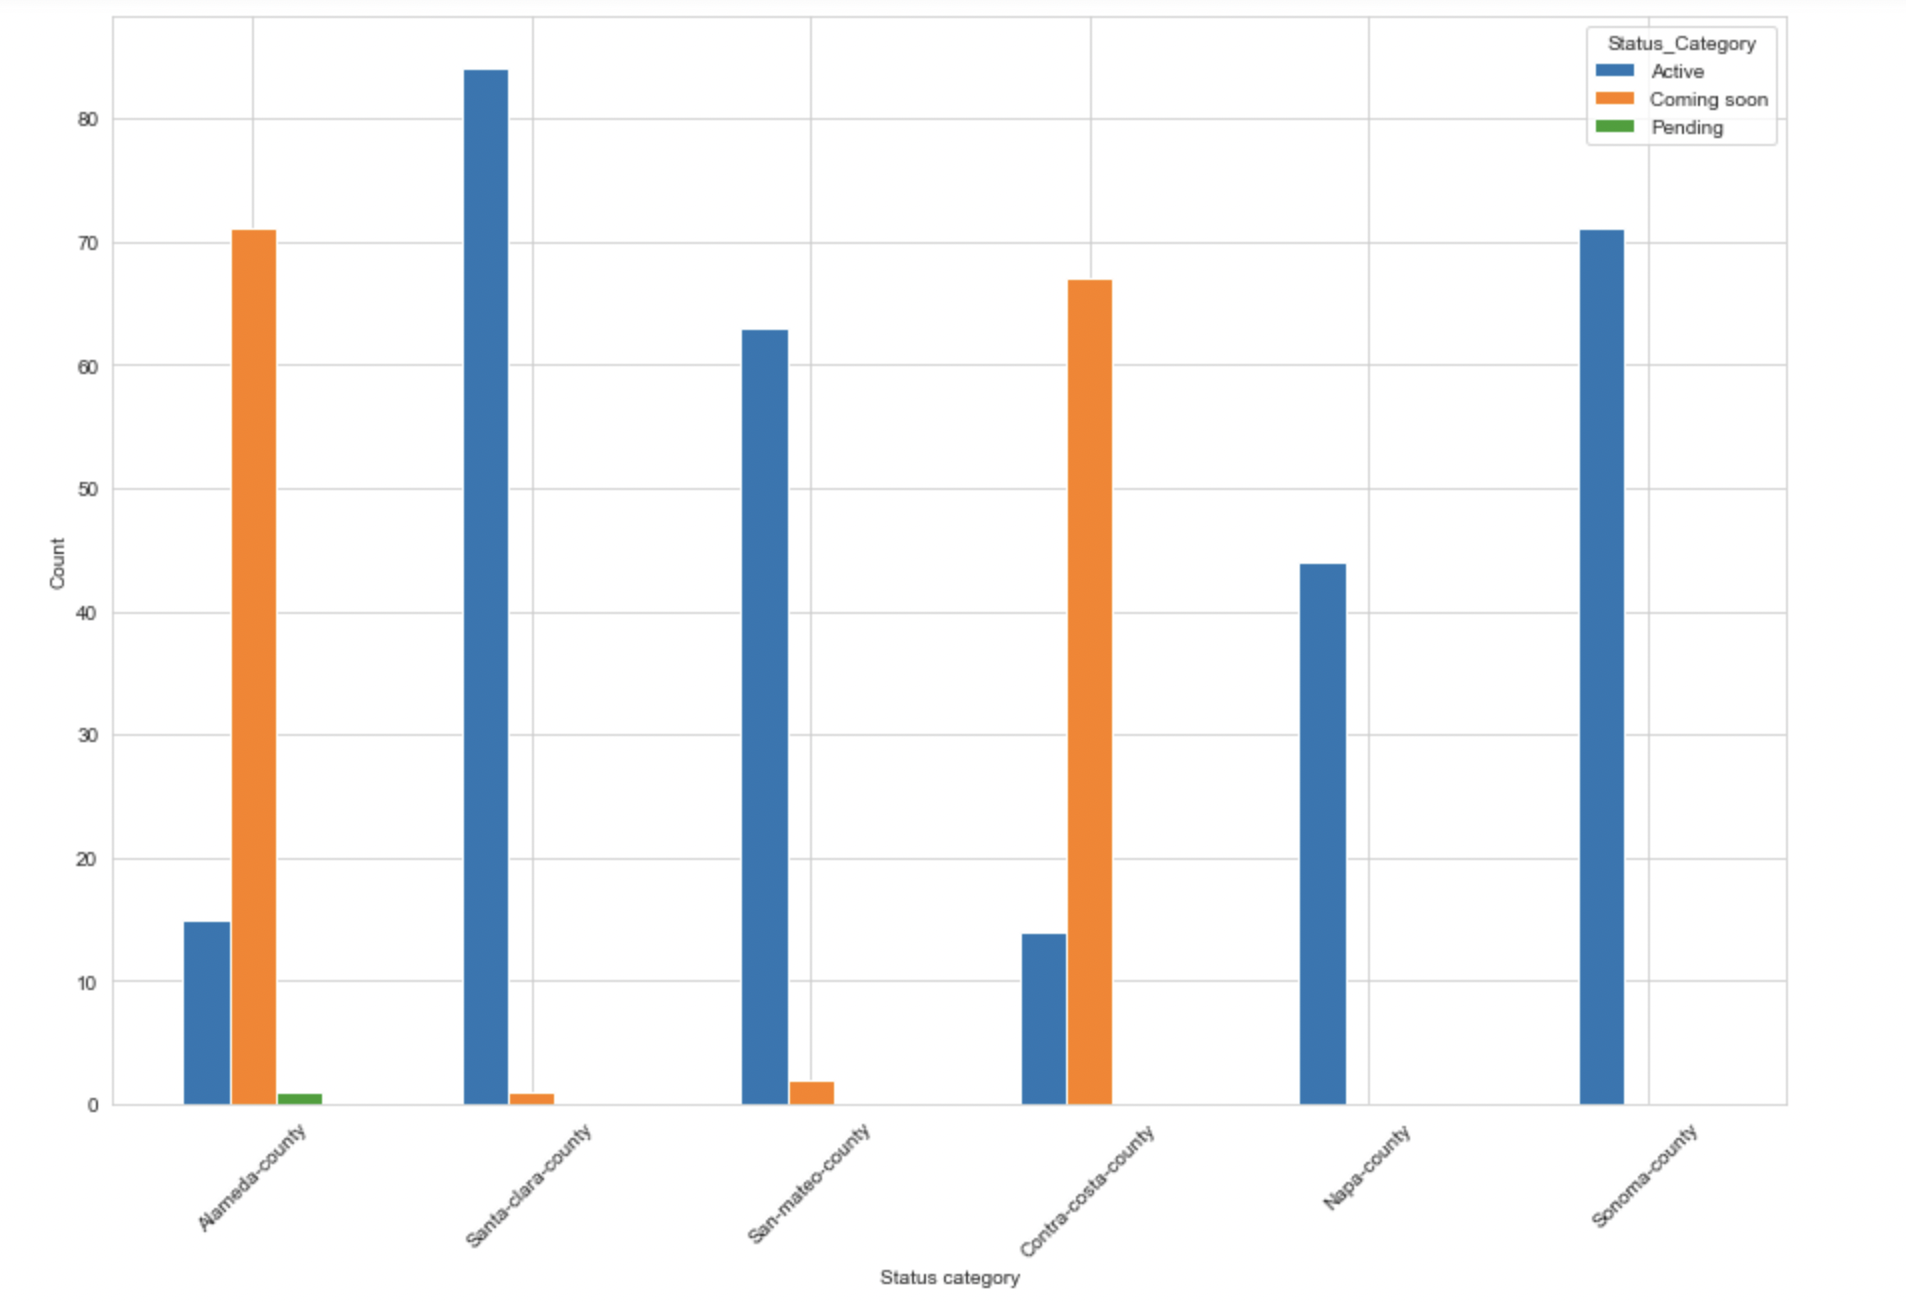 Status_Category
Active
Coming soon
Pending
80
70
60
50
40
30
20
10
0
Count
Alameda-county
Santa-clara-county
San-mateo-county
Contra-costa-county
Napa-county
Sonoma-county
Status category